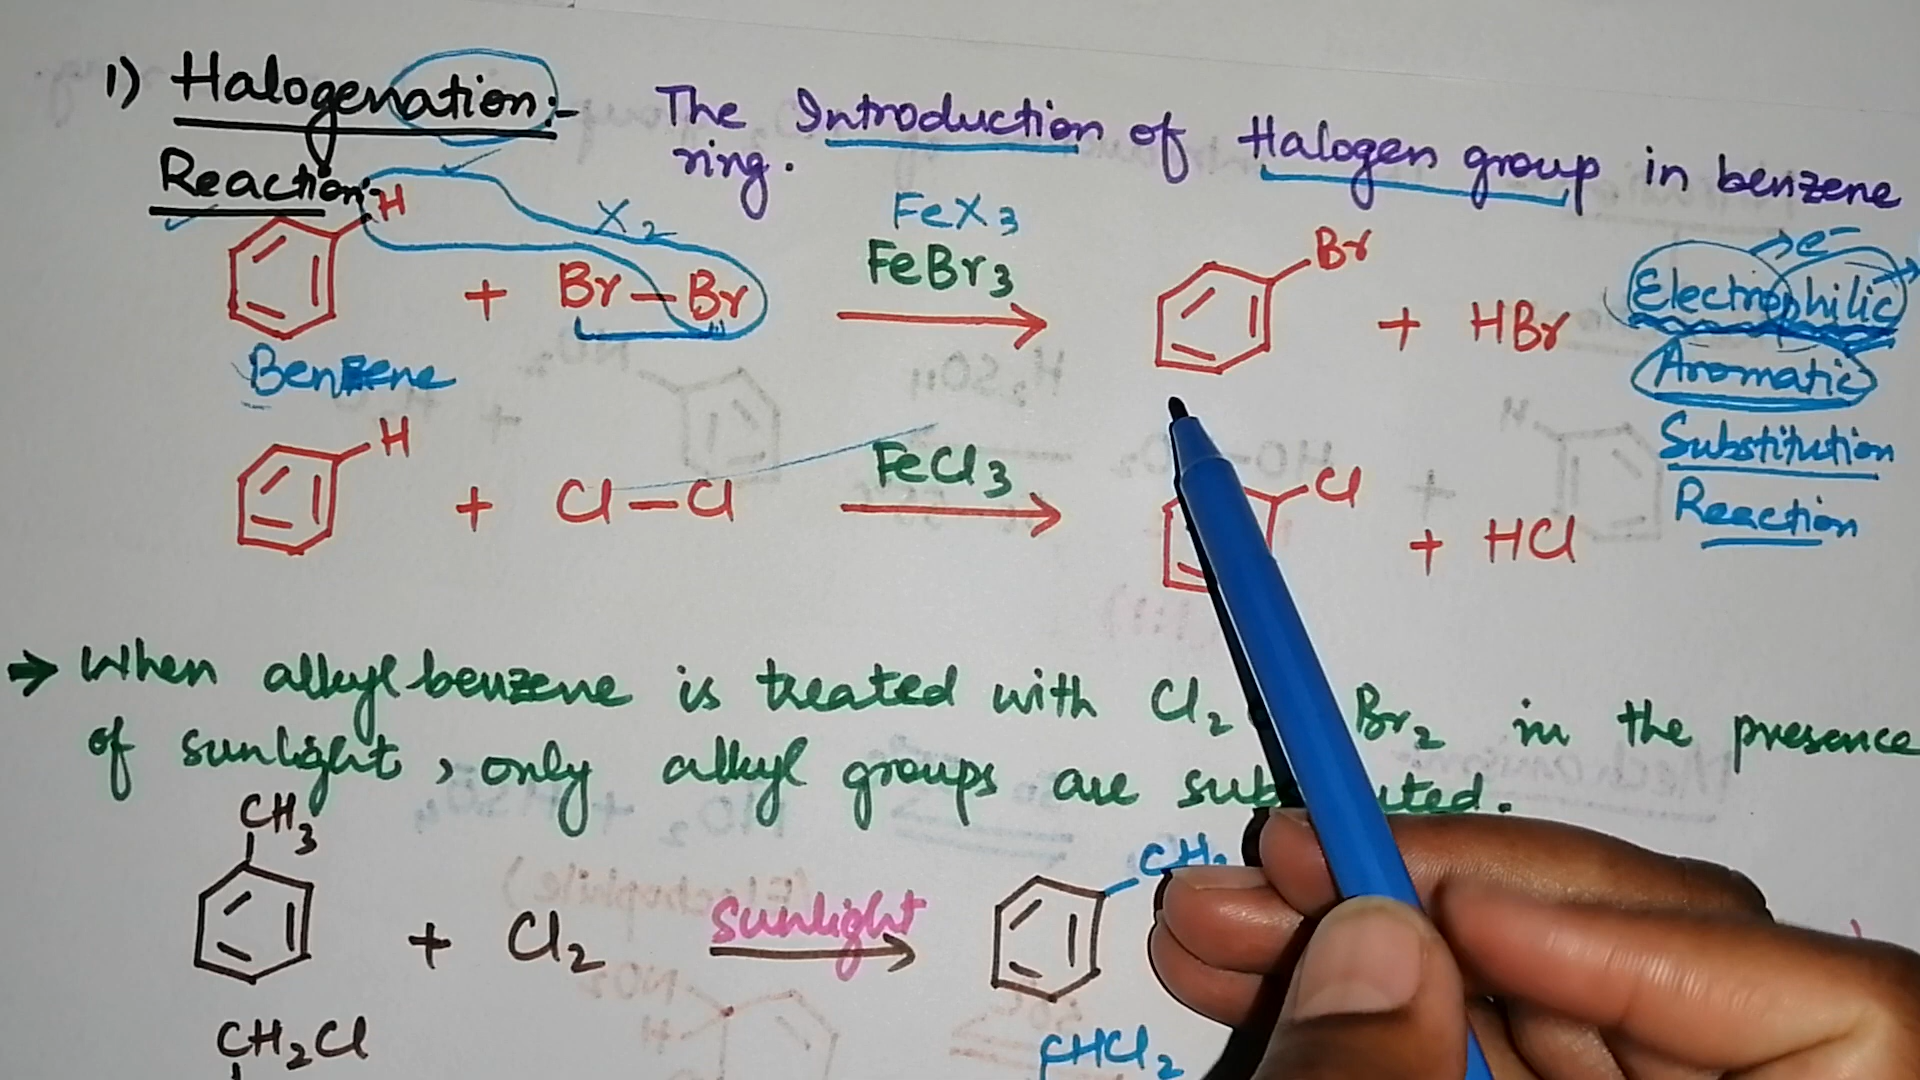 1) Halogenation:- The Introduction of Halogen group in benzene
Reaction:- ring.
H
X2
FeX3
+ Br—Br FeBr3 Br + HBr
Benzene
e-
Electrophilic
Aromatic
Substitution
Reaction
H
+ Cl—Cl FeCl3 Cl + HCl
→ When alkyl benzene is treated with Cl2 Br2 in the presence
of sunlight, only alkyl groups are
CH3
+ Cl2 Sunlight
CH2Cl CHCl2